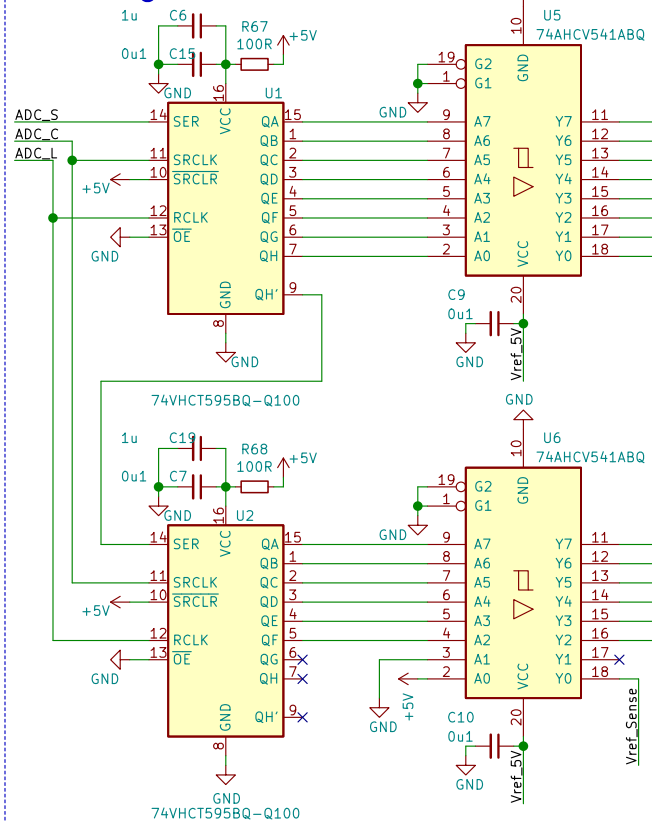 1u C6
0u1 C15
R67
100R
+5V
GND
16
U1
ADC_S
ADC_C
ADC_L
14 SER VCC QA 15
QB 1
11 SRCLK QC 2
+5V 10 SRCLR QD 3
QE 4
12 RCLK QF 5
GND 13 OE QG 6
QH 7
GND QH' 9
8
GND
74VHCT595BQ-Q100
10
U5
74AHCV541ABQ
GND
19 G2
1 G1
GND
9 A7 Y7 11
8 A6 Y6 12
7 A5 Y5 13
6 A4 Y4 14
5 A3 Y3 15
4 A2 Y2 16
3 A1 Y1 17
2 A0 VCC Y0 18
20
C9
0u1
GND
Vref_5V
1u C19
0u1 C7
R68
100R
+5V
GND
16
U2
14 SER VCC QA 15
QB 1
11 SRCLK QC 2
+5V 10 SRCLR QD 3
QE 4
12 RCLK QF 5
GND 13 OE QG 6
QH 7
GND QH' 9
8
GND
74VHCT595BQ-Q100
GND
10
U6
74AHCV541ABQ
GND
19 G2
1 G1
GND
9 A7 Y7 11
8 A6 Y6 12
7 A5 Y5 13
6 A4 Y4 14
5 A3 Y3 15
4 A2 Y2 16
3 A1 Y1 17
2 A0 VCC Y0 18
GND
+5V
20
C10
0u1
GND
Vref_5V
Vref_Sense